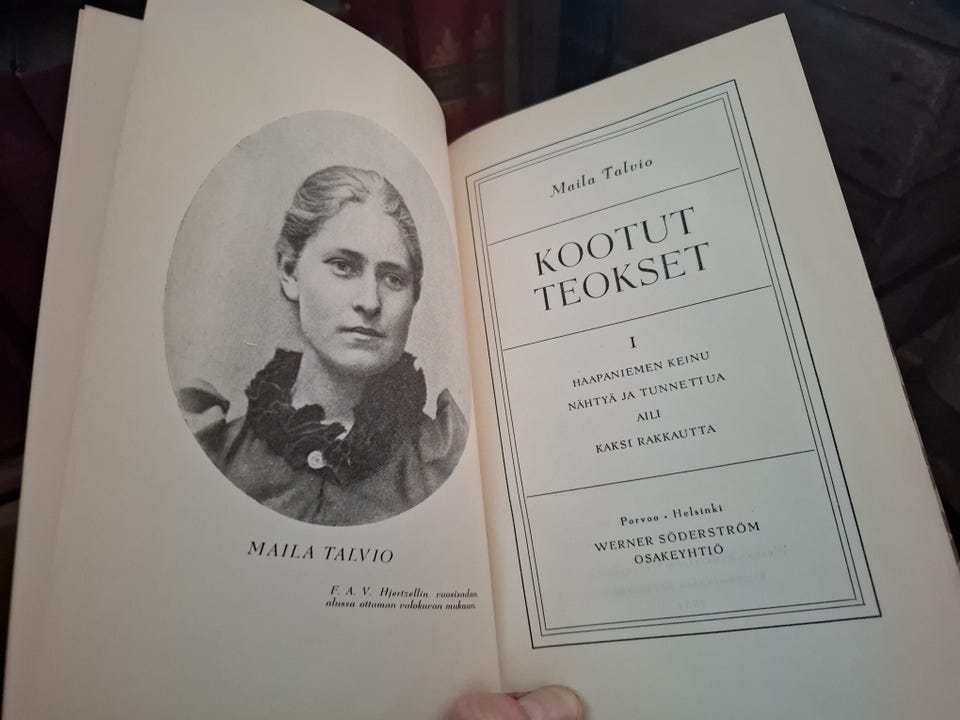 MAILA TALVIO
F. A. V. Hjertzellin vuosisadan
alussa ottaman valokuvan mukaan.
Maila Talvio
KOOTUT
TEOKSET
I
HAAPANIEMEN KEINU
NÄHTYÄ JA TUNNETTUA
AILI
KAKSI RAKKAUTTA
Porvoo • Helsinki
WERNER SÖDERSTRÖM
OSAKEYHTIÖ